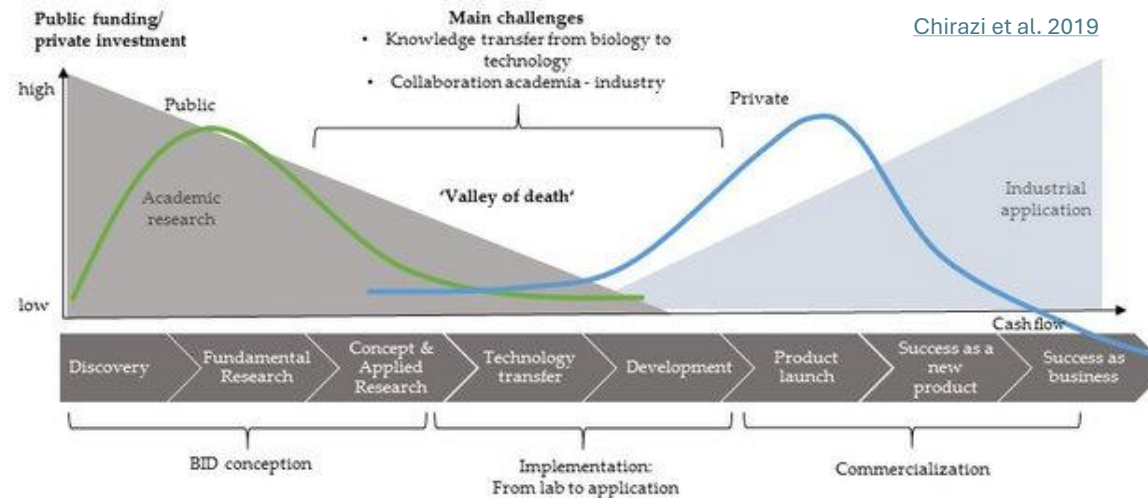 Public funding/
private investment
Main challenges
• Knowledge transfer from biology to
technology
• Collaboration academia - industry
Chirazi et al. 2019
high
Public
Private
Academic
research
'Valley of death'
Industrial
application
low
Cash flow
Discovery
Fundamental
Research
Concept &
Applied
Research
Technology
transfer
Development
Product
launch
Success as a
new
product
Success as
business
BID conception
Implementation:
From lab to application
Commercialization